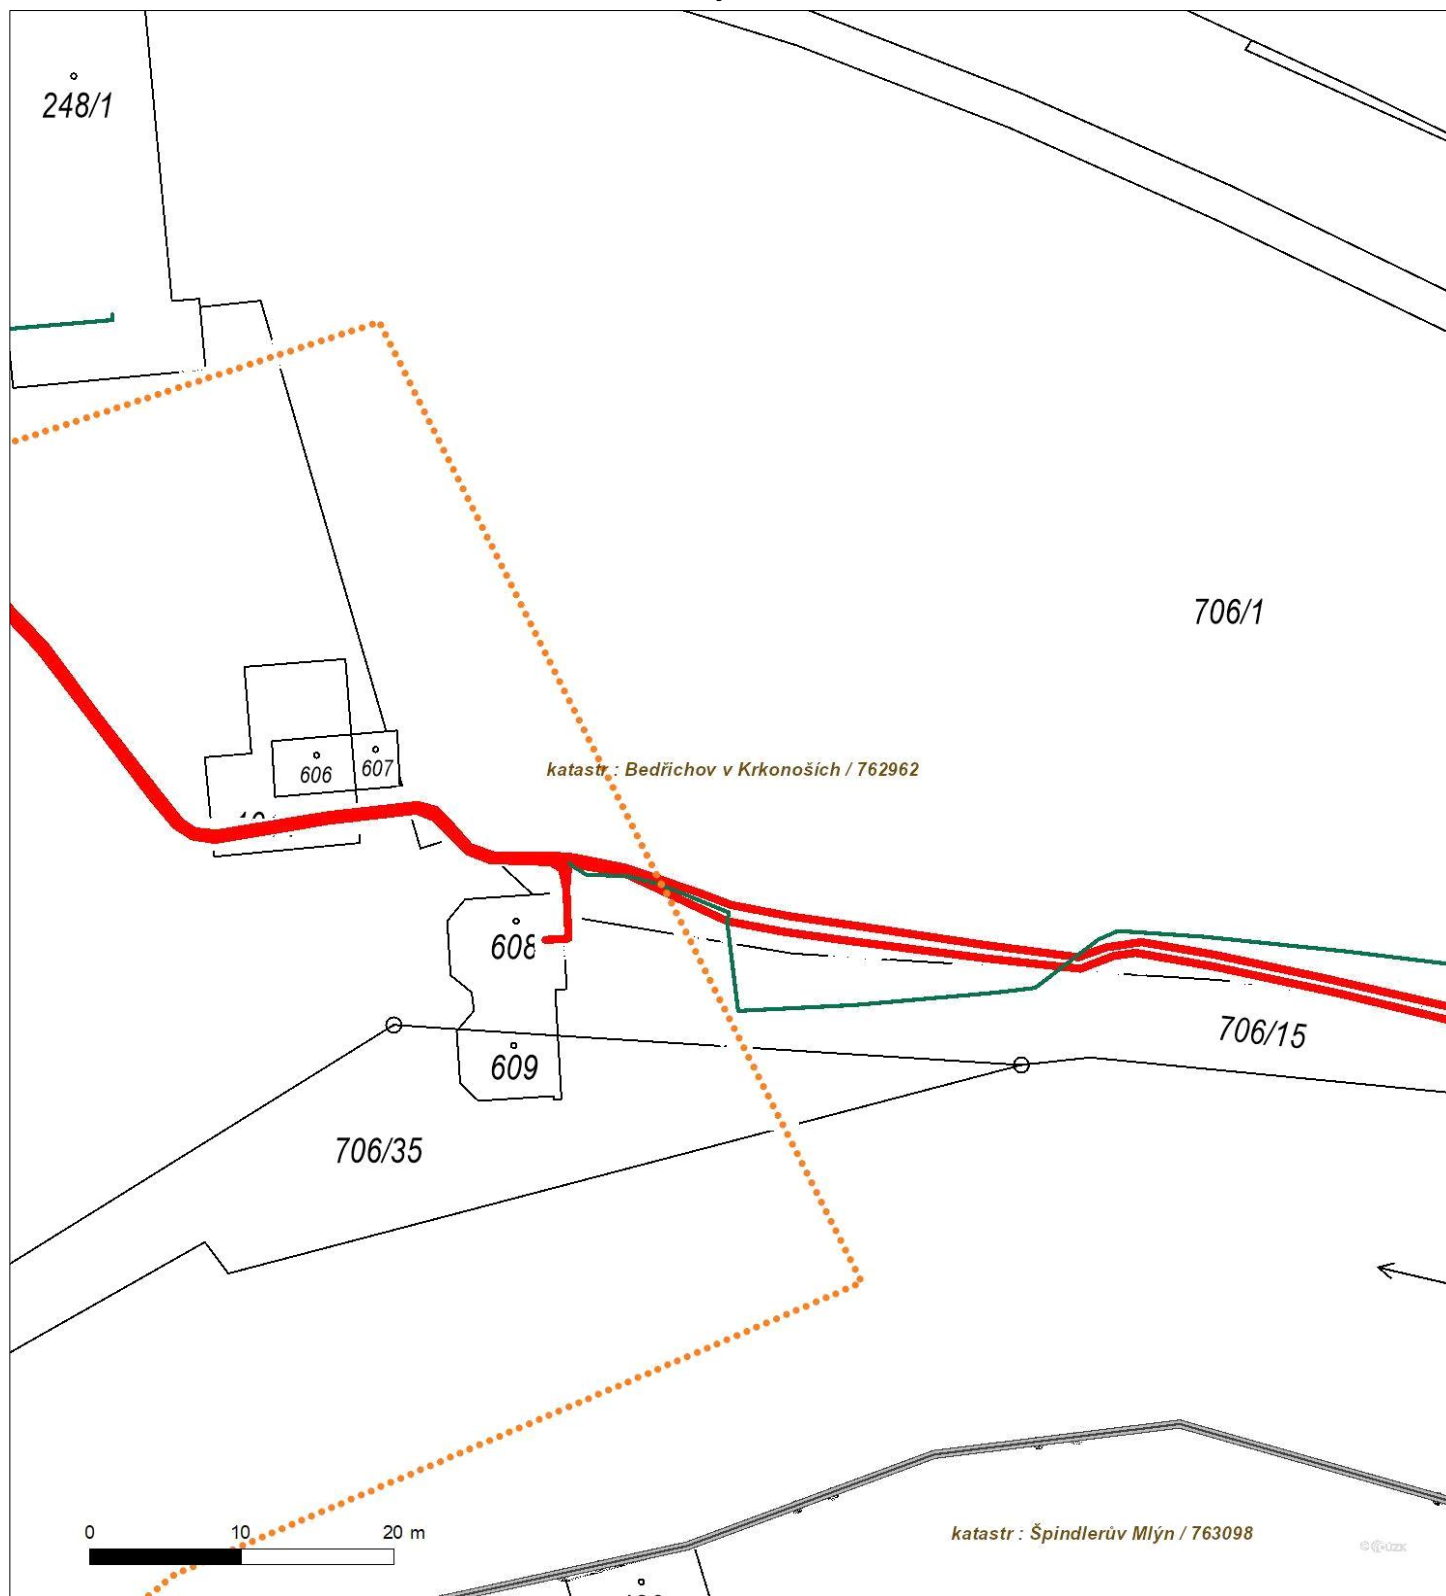 248/1
706/1
606
607
katastr : Bedřichov v Krkonoších / 762962
608
706/15
609
706/35
0 10 20 m
katastr : Špindlerův Mlýn / 763098